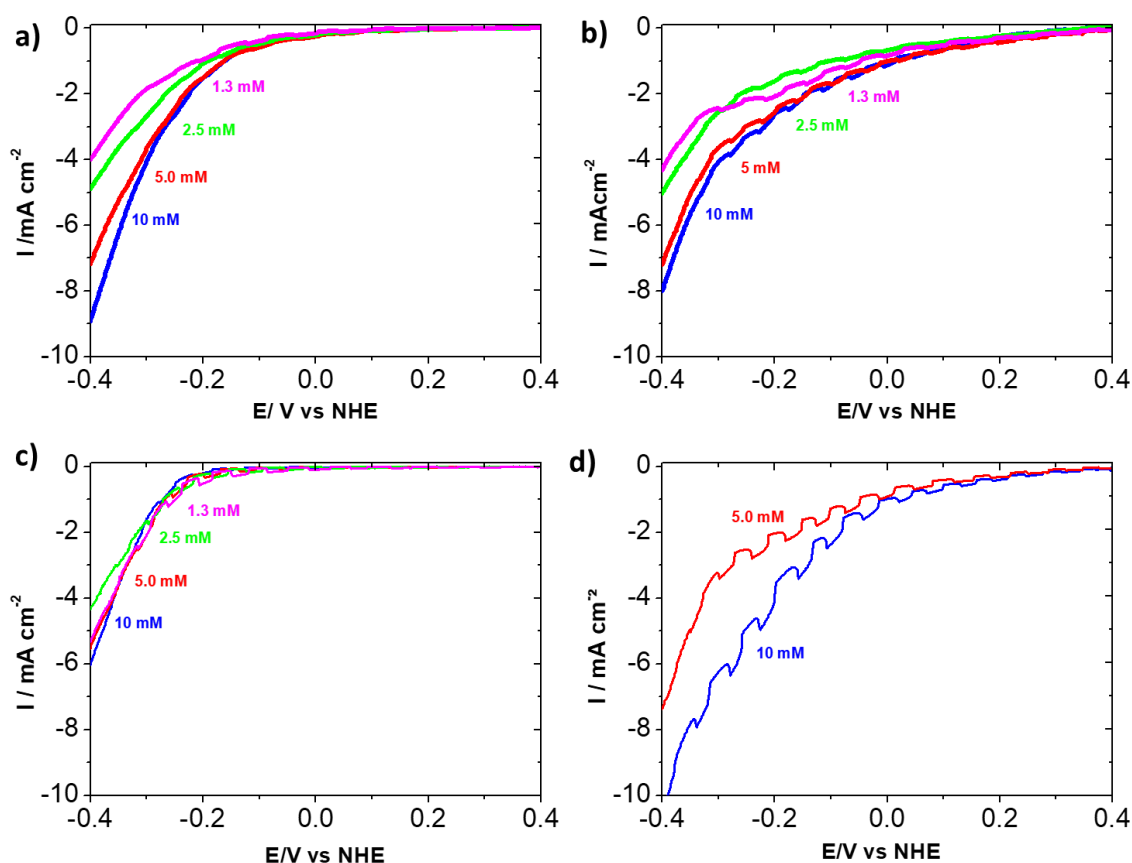 a)
0
-2
-4
-6
-8
-10
I /mA cm-2
1.3 mM
2.5 mM
5.0 mM
10 mM
-0.4 -0.2 0.0 0.2 0.4
E/ V vs NHE
b)
0
-2
-4
-6
-8
-10
I / mAcm-2
1.3 mM
2.5 mM
5 mM
10 mM
-0.4 -0.2 0.0 0.2 0.4
E/V vs NHE
c)
0
-2
-4
-6
-8
-10
I / mA cm-2
1.3 mM
2.5 mM
5.0 mM
10 mM
-0.4 -0.2 0.0 0.2 0.4
E/V vs NHE
d)
0
-2
-4
-6
-8
-10
I / mA cm-²
5.0 mM
10 mM
-0.4 -0.2 0.0 0.2 0.4
E/V vs NHE